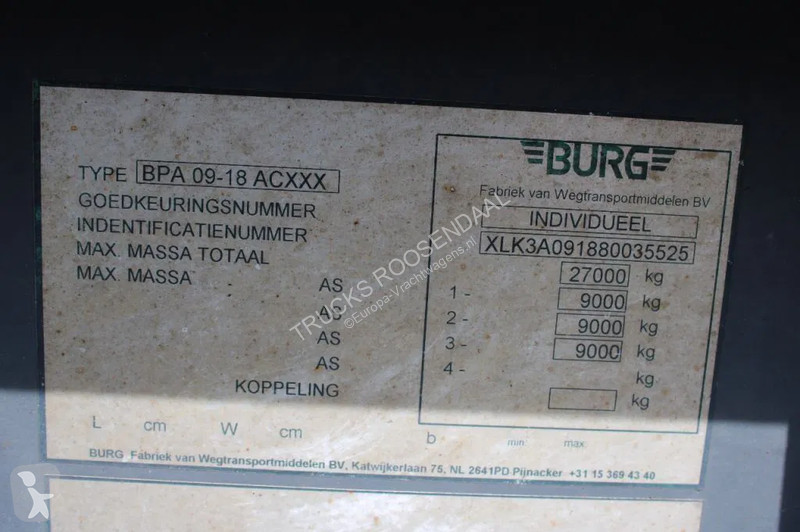 BURG
Fabriek van Wegtransportmiddelen BV
TYPE BPA 09-18 ACXXX
GOEDKEURINGSNUMMER INDIVIDUEEL
INDENTIFICATIENUMMER XLK3A091880035525
MAX. MASSA TOTAAL 27000 kg
MAX. MASSA AS 1 - 9000 kg
AS 2 - 9000 kg
AS 3 - 9000 kg
AS 4 - kg
KOPPELING kg
L cm W cm b min. max.
BURG Fabriek van Wegtransportmiddelen BV, Katwijkerlaan 75, NL 2641PD Pijnacker +31 15 369 43 40
TRUCKS ROOSENDAAL
©Europa-Vrachtwagens.nl